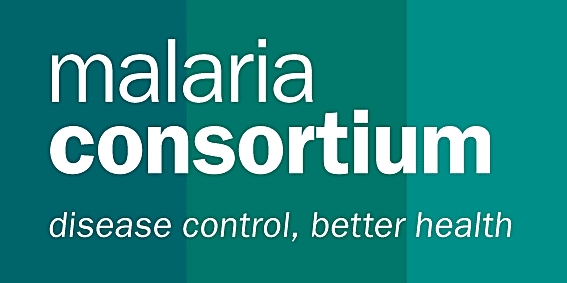 malaria
consortium
disease control, better health